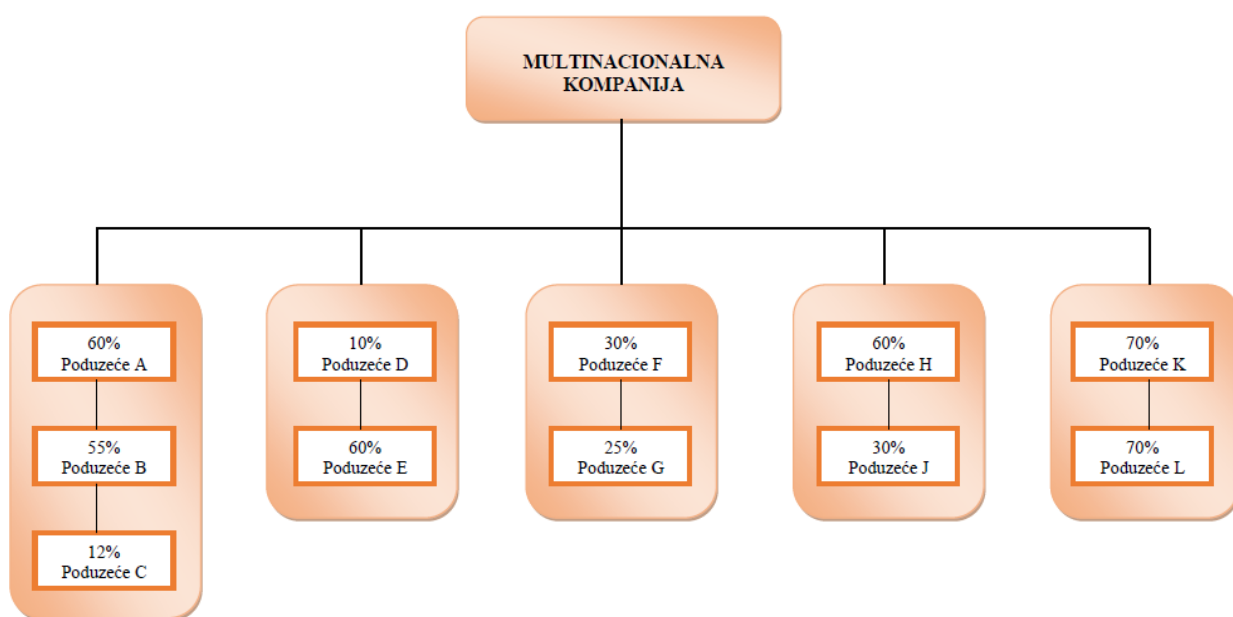 MULTINACIONALNA
KOMPANIJA
60%
Poduzeće A
10%
Poduzeće D
30%
Poduzeće F
60%
Poduzeće H
70%
Poduzeće K
55%
Poduzeće B
60%
Poduzeće E
25%
Poduzeće G
30%
Poduzeće J
70%
Poduzeće L
12%
Poduzeće C